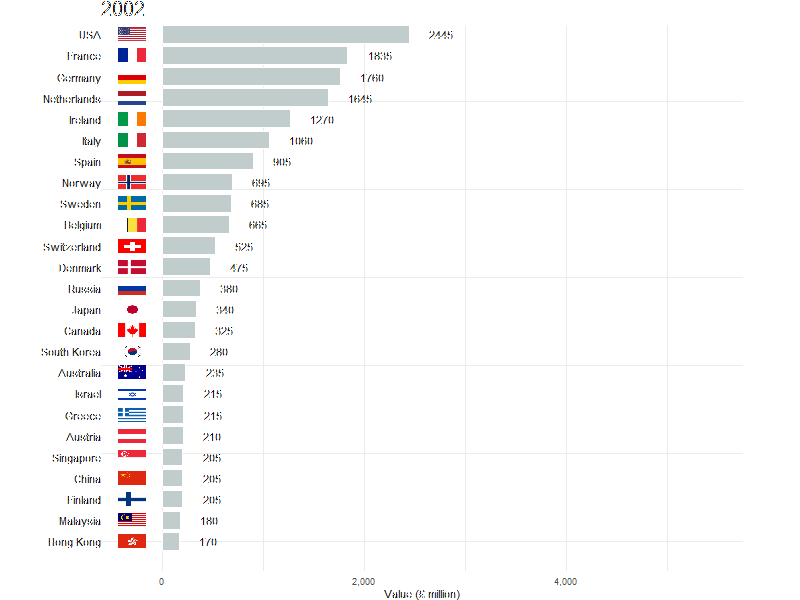 2002
USA 2445
France 1835
Germany 1760
Netherlands 1645
Ireland 1270
Italy 1060
Spain 905
Norway 695
Sweden 685
Belgium 665
Switzerland 525
Denmark 475
Russia 380
Japan 340
Canada 325
South Korea 280
Australia 235
Israel 215
Greece 215
Austria 210
Singapore 205
China 205
Finland 205
Malaysia 180
Hong Kong 170
0 2,000 4,000
Value (% million)